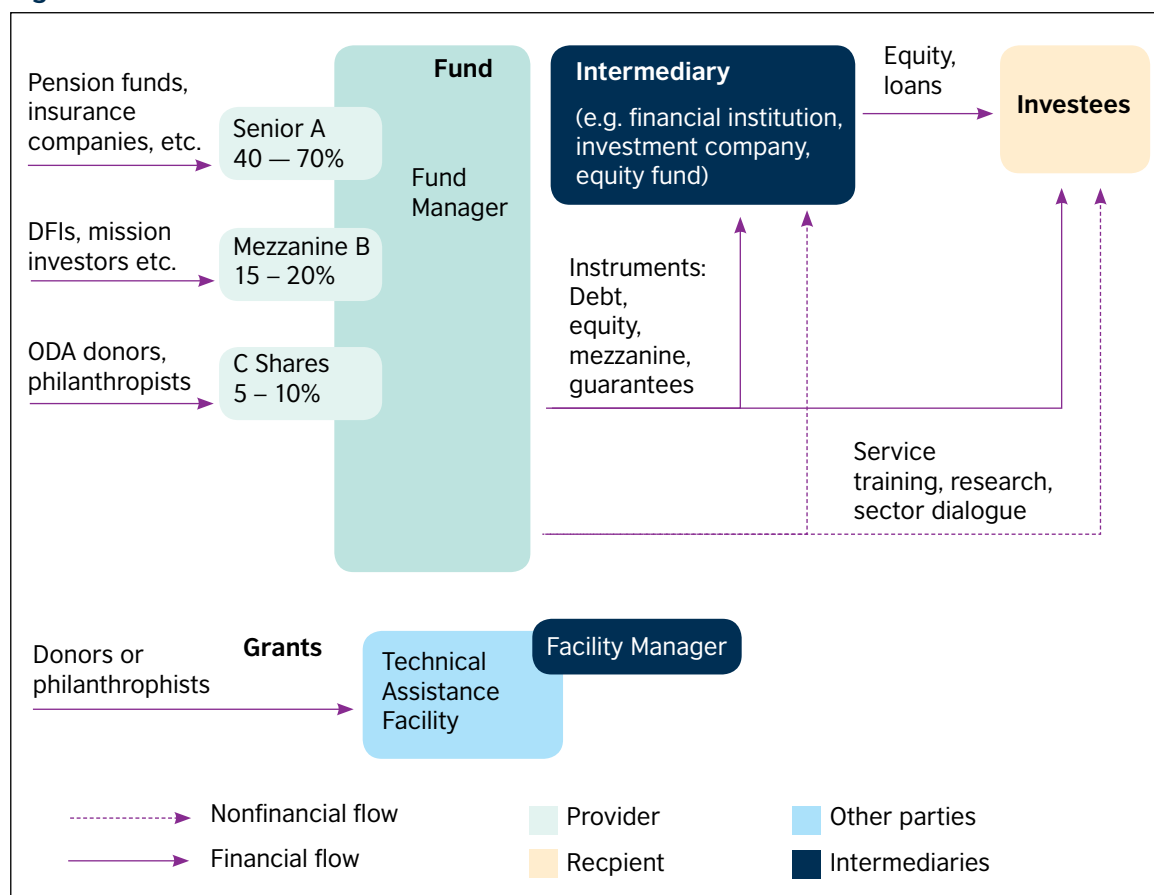 Pension funds,
insurance
companies, etc.
Senior A
40 — 70%
DFIs, mission
investors etc.
Mezzanine B
15 – 20%
ODA donors,
philanthropists
C Shares
5 – 10%
Fund
Fund
Manager
Intermediary
(e.g. financial institution,
investment company,
equity fund)
Equity,
loans
Investees
Instruments:
Debt,
equity,
mezzanine,
guarantees
Service
training, research,
sector dialogue
Donors or
philanthrophists
Grants
Technical
Assistance
Facility
Facility Manager
Nonfinancial flow
Financial flow
Provider
Recpient
Other parties
Intermediaries